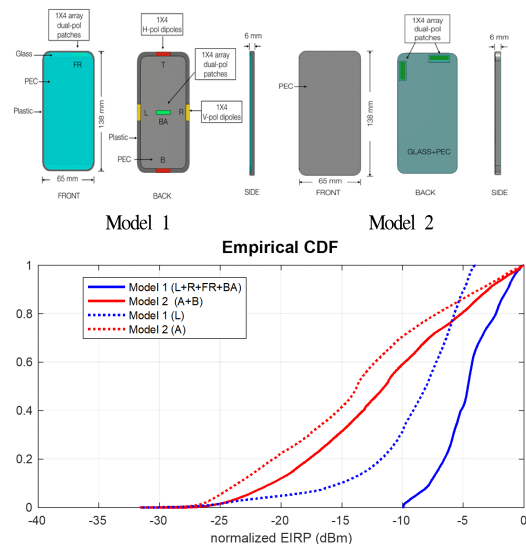 1X4 array
dual-pol
patches
Glass
FR
PEC
Plastic
138 mm
65 mm
FRONT
1X4
H-pol dipoles
1X4 array
dual-pol
patches
T
L
R
BA
B
1X4
V-pol dipoles
Plastic
PEC
BACK
6 mm
SIDE
PEC
138 mm
65 mm
FRONT
1X4 array
dual-pol
patches
GLASS+PEC
BACK
6 mm
SIDE
Model 1
Model 2
Empirical CDF
Model 1 (L+R+FR+BA)
Model 2 (A+B)
Model 1 (L)
Model 2 (A)
1
0.8
0.6
0.4
0.2
0
-40
-35
-30
-25
-20
-15
-10
-5
0
normalized EIRP (dBm)